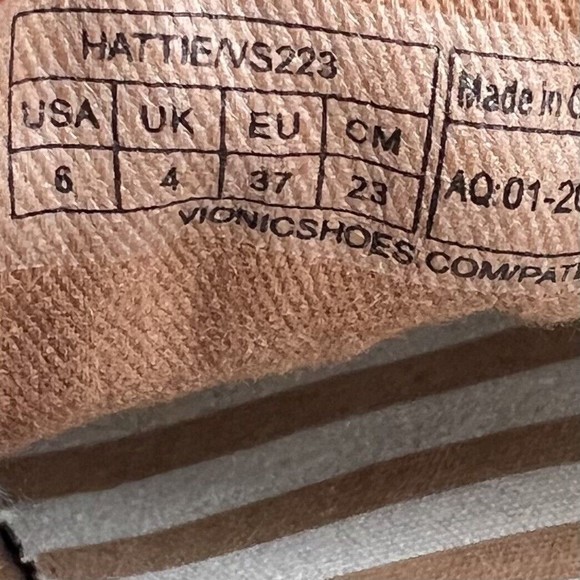 HATTIE/VS223
USA UK EU CM
6 4 37 23
Made in
AQ:01-20
VIONICSHOES.COM/PAT